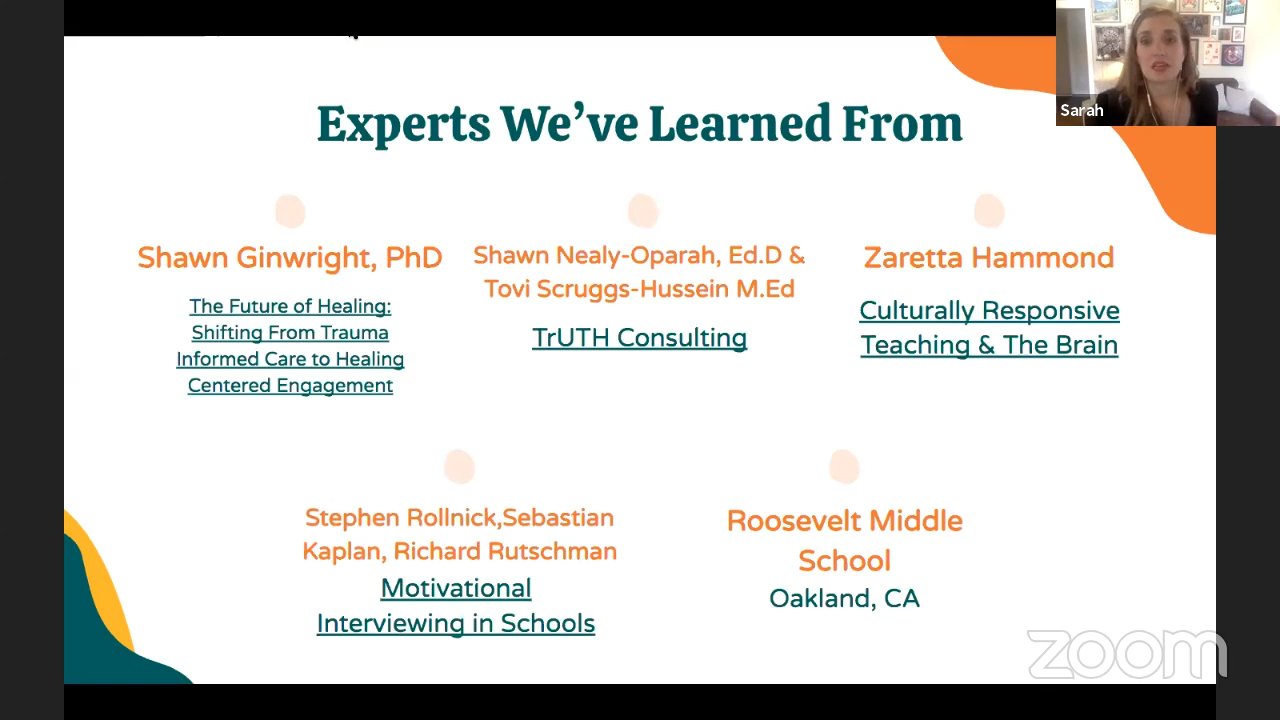 Sarah
Experts We've Learned From
Shawn Ginwright, PhD
The Future of Healing:
Shifting From Trauma
Informed Care to Healing
Centered Engagement
Shawn Nealy-Oparah, Ed.D &
Tovi Scruggs-Hussein M.Ed
TrUTH Consulting
Zaretta Hammond
Culturally Responsive
Teaching & The Brain
Stephen Rollnick,Sebastian
Kaplan, Richard Rutschman
Motivational
Interviewing in Schools
Roosevelt Middle
School
Oakland, CA
zoom